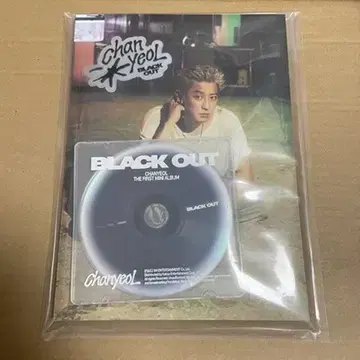 Chan
YEOL
BLACK
OUT
BLACK OUT
CHANYEOL
THE FIRST MINI ALBUM
BLACK OUT
Chanyeol